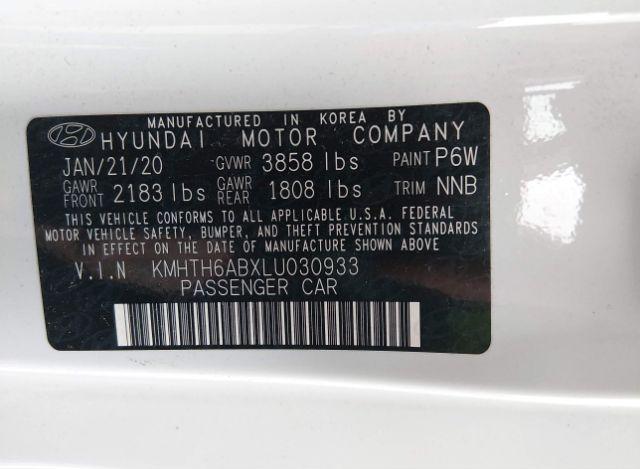 MANUFACTURED IN KOREA BY
HYUNDAI MOTOR COMPANY
JAN/21/20 GVWR 3858 lbs PAINT P6W
GAWR FRONT 2183 lbs GAWR REAR 1808 lbs TRIM NNB
THIS VEHICLE CONFORMS TO ALL APPLICABLE U.S.A. FEDERAL
MOTOR VEHICLE SAFETY, BUMPER, AND THEFT PREVENTION STANDARDS
IN EFFECT ON THE DATE OF MANUFACTURE SHOWN ABOVE.
V.I.N KMHTH6ABXLU030933
PASSENGER CAR